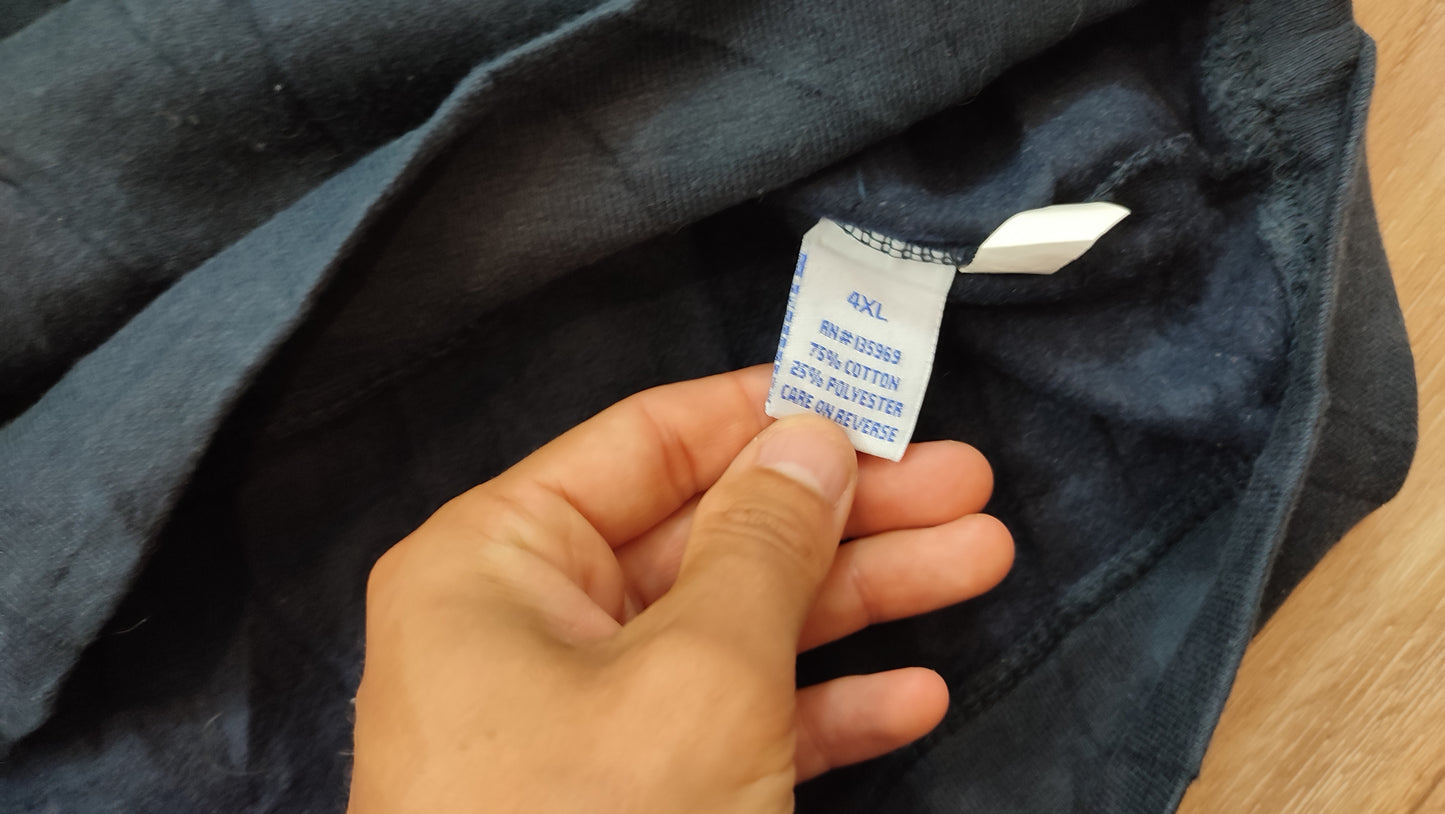 4XL
RN#135969
75% COTTON
25% POLYESTER
CARE ON REVERSE